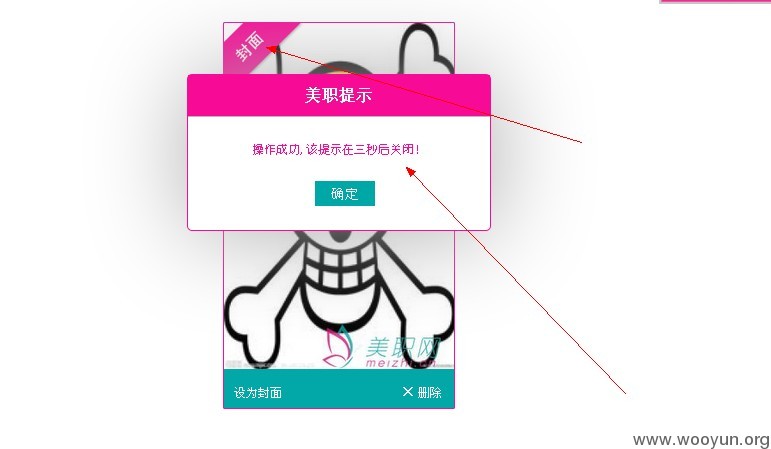 封面
美职提示
操作成功,该提示在三秒后关闭!
确定
美职网
meizhi.cn
设为封面
× 删除
www.wooyun.org